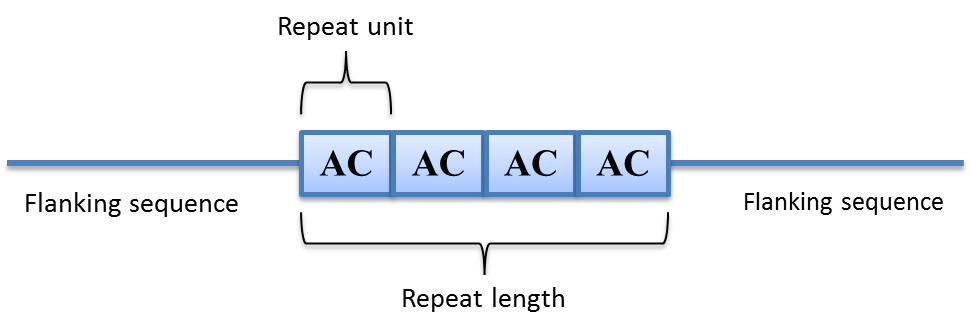 Repeat unit
AC AC AC AC
Flanking sequence
Flanking sequence
Repeat length